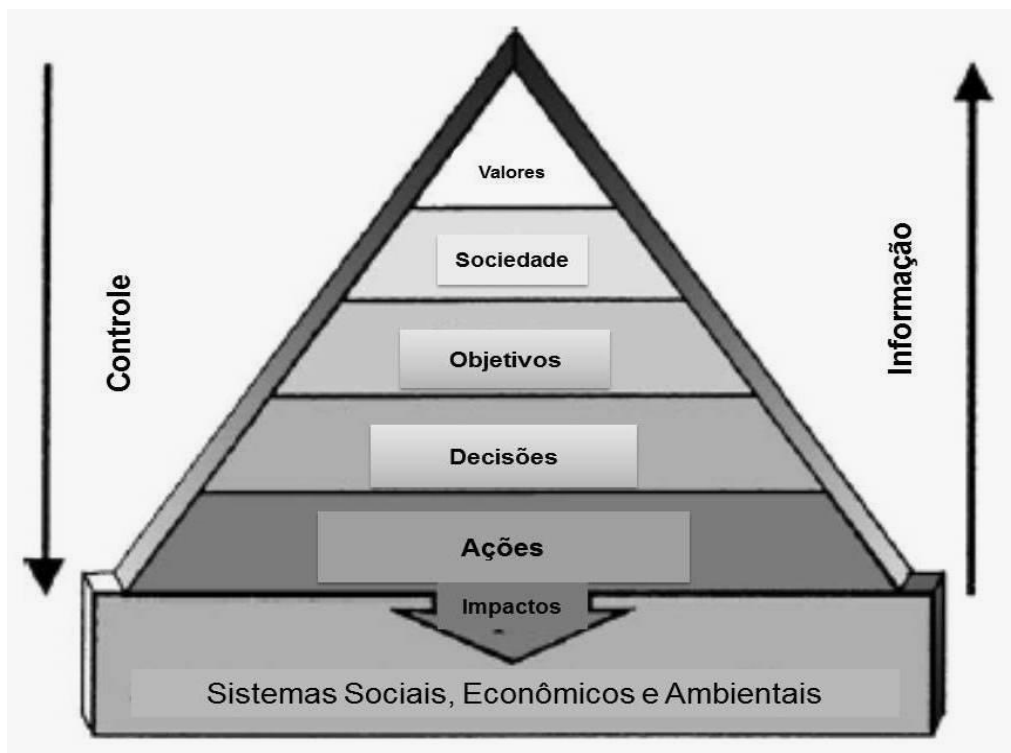 Valores
Sociedade
Objetivos
Decisões
Ações
Impactos
Sistemas Sociais, Econômicos e Ambientais
Controle
Informação